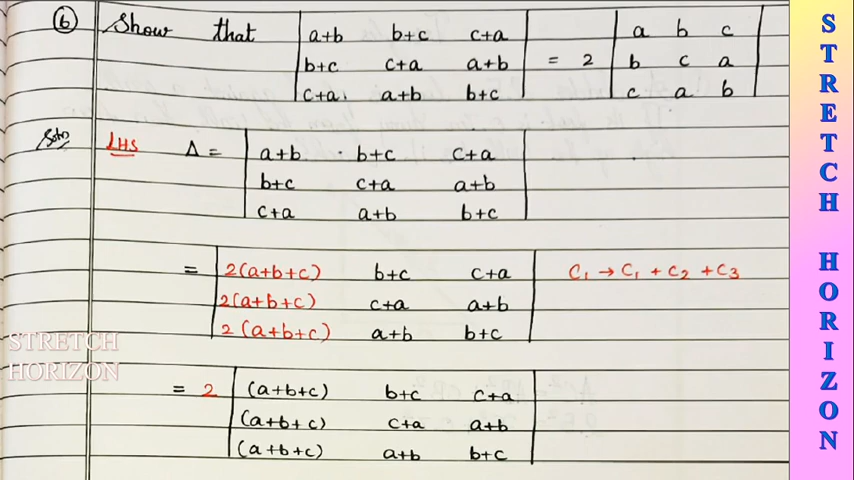 ⑥ Show that | a+b b+c c+a | = 2 | a b c |
| b+c c+a a+b | | b c a |
| c+a. a+b b+c | | c a b |
Soln LHS Δ = | a+b · b+c c+a |
| b+c c+a a+b |
| c+a a+b b+c |
= | 2(a+b+c) b+c c+a | C₁ → C₁ + C₂ + C₃
| 2(a+b+c) c+a a+b |
| 2(a+b+c) a+b b+c |
= 2 | (a+b+c) b+c c+a |
| (a+b+c) c+a a+b |
| (a+b+c) a+b b+c |
STRETCH
HORIZON
STRETCH HORIZON